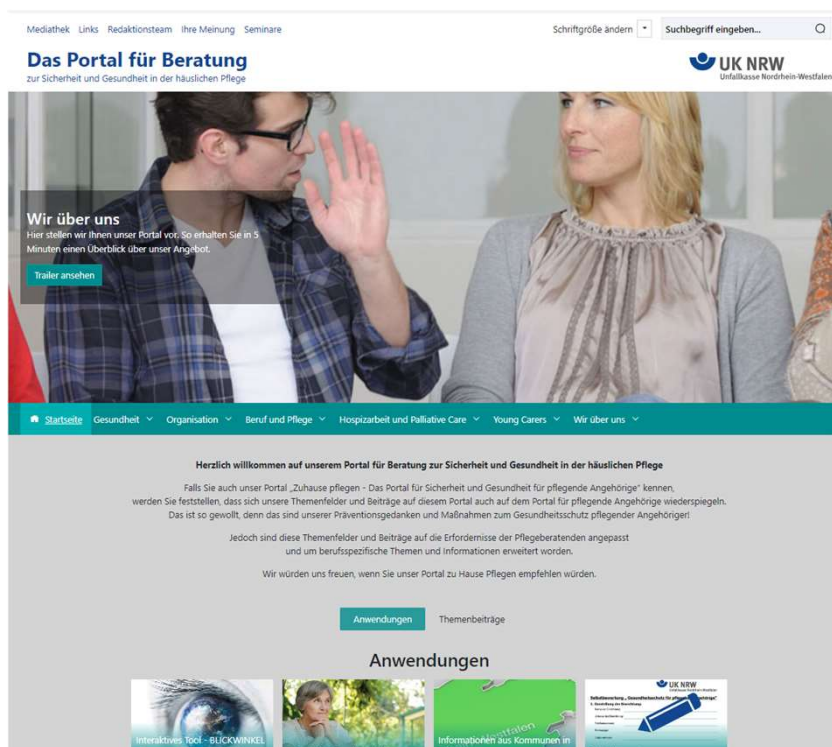 Mediathek Links Redaktionsteam Ihre Meinung Seminare
Schriftgröße ändern
Suchbegriff eingeben...
Das Portal für Beratung
zur Sicherheit und Gesundheit in der häuslichen Pflege
UK NRW
Unfallkasse Nordrhein-Westfalen
Wir über uns
Hier stellen wir Ihnen unser Portal vor. So erhalten Sie in 5
Minuten einen Überblick über unser Angebot.
Trailer ansehen
Startseite Gesundheit Organisation Beruf und Pflege Hospizarbeit und Palliative Care Young Carers Wir über uns
Herzlich willkommen auf unserem Portal für Beratung zur Sicherheit und Gesundheit in der häuslichen Pflege
Falls Sie auch unser Portal „Zuhause pflegen - Das Portal für Sicherheit und Gesundheit für pflegende Angehörige" kennen,
werden Sie feststellen, dass sich unsere Themenfelder und Beiträge auf diesem Portal auch auf dem Portal für pflegende Angehörige wiederspiegeln.
Das ist so gewollt, denn das sind unserer Präventionsgedanken und Maßnahmen zum Gesundheitsschutz pflegender Angehöriger!
Jedoch sind diese Themenfelder und Beiträge auf die Erfordernisse der Pflegeberatenden angepasst
und um berufsspezifische Themen und Informationen erweitert worden.
Wir würden uns freuen, wenn Sie unser Portal zu Hause Pflegen empfehlen würden.
Anwendungen
Themenbeiträge
Anwendungen
Interaktives Tool - BLICKWINKEL
Informationen aus Kommunen in
UK NRW